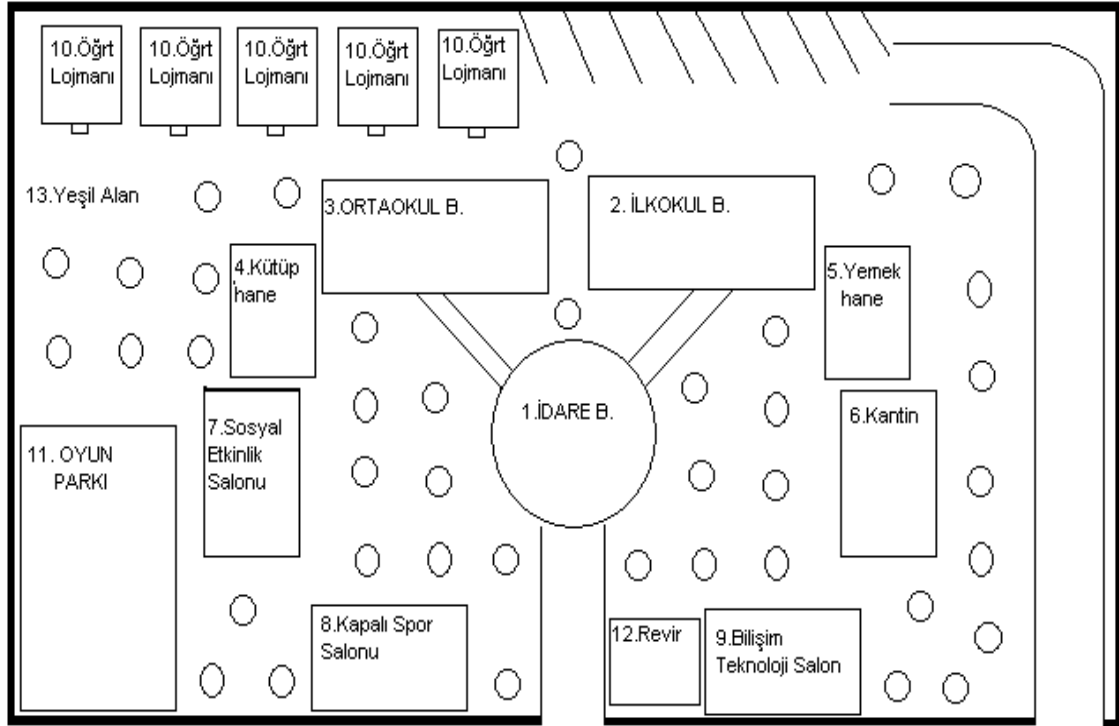 10.Öğrt
Lojmanı
10.Öğrt
Lojmanı
10.Öğrt
Lojmanı
10.Öğrt
Lojmanı
10.Öğrt
Lojmanı
13.Yeşil Alan
3.ORTAOKUL B.
2. İLKOKUL B.
4.Kütüp
hane
5.Yemek
hane
1.İDARE B.
6.Kantin
7.Sosyal
Etkinlik
Salonu
11. OYUN
PARKI
8.Kapalı Spor
Salonu
12.Revir
9.Bilişim
Teknoloji Salon